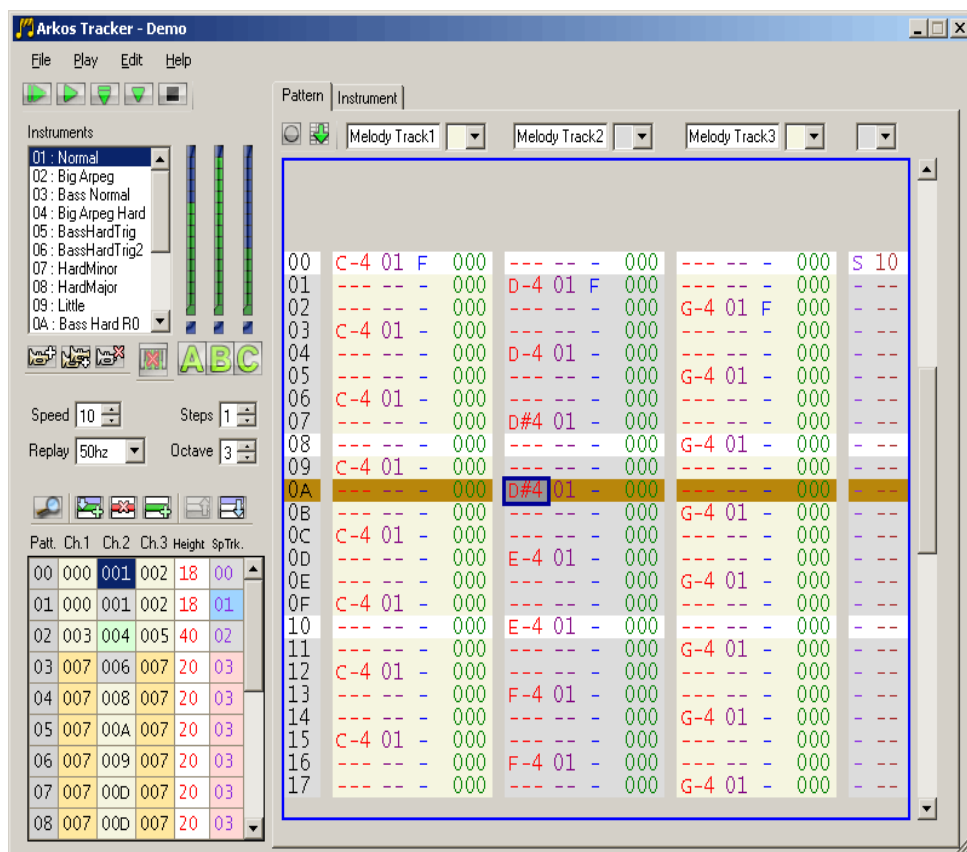 Arkos Tracker - Demo
File Play Edit Help
Pattern Instrument
Melody Track1 Melody Track2 Melody Track3
Instruments
01 : Normal
02 : Big Arpeg
03 : Bass Normal
04 : Big Arpeg Hard
05 : BassHardTrig
06 : BassHardTrig2
07 : HardMinor
08 : HardMajor
09 : Little
0A : Bass Hard R0
A B C
Speed 10 Steps 1
Replay 50hz Octave 3
Patt. Ch.1 Ch.2 Ch.3 Height SpTrk.
00 000 001 002 18 00
01 000 001 002 18 01
02 003 004 005 40 02
03 007 006 007 20 03
04 007 008 007 20 03
05 007 00A 007 20 03
06 007 009 007 20 03
07 007 00D 007 20 03
08 007 00D 007 20 03
00 C-4 01 F 000 --- -- - 000 --- -- - 000 S 10
01 --- -- - 000 D-4 01 F 000 --- -- - 000 - --
02 --- -- - 000 --- -- - 000 G-4 01 F 000 - --
03 C-4 01 - 000 --- -- - 000 --- -- - 000 - --
04 --- -- - 000 D-4 01 - 000 --- -- - 000 - --
05 --- -- - 000 --- -- - 000 G-4 01 - 000 - --
06 C-4 01 - 000 --- -- - 000 --- -- - 000 - --
07 --- -- - 000 D#4 01 - 000 --- -- - 000 - --
08 --- -- - 000 --- -- - 000 G-4 01 - 000 - --
09 C-4 01 - 000 --- -- - 000 --- -- - 000 - --
0A --- -- - 000 D#4 01 - 000 --- -- - 000 - --
0B --- -- - 000 --- -- - 000 G-4 01 - 000 - --
0C C-4 01 - 000 --- -- - 000 --- -- - 000 - --
0D --- -- - 000 E-4 01 - 000 --- -- - 000 - --
0E --- -- - 000 --- -- - 000 G-4 01 - 000 - --
0F C-4 01 - 000 --- -- - 000 --- -- - 000 - --
10 --- -- - 000 E-4 01 - 000 --- -- - 000 - --
11 --- -- - 000 --- -- - 000 G-4 01 - 000 - --
12 C-4 01 - 000 --- -- - 000 --- -- - 000 - --
13 --- -- - 000 F-4 01 - 000 --- -- - 000 - --
14 --- -- - 000 --- -- - 000 G-4 01 - 000 - --
15 C-4 01 - 000 --- -- - 000 --- -- - 000 - --
16 --- -- - 000 F-4 01 - 000 --- -- - 000 - --
17 --- -- - 000 --- -- - 000 G-4 01 - 000 - --